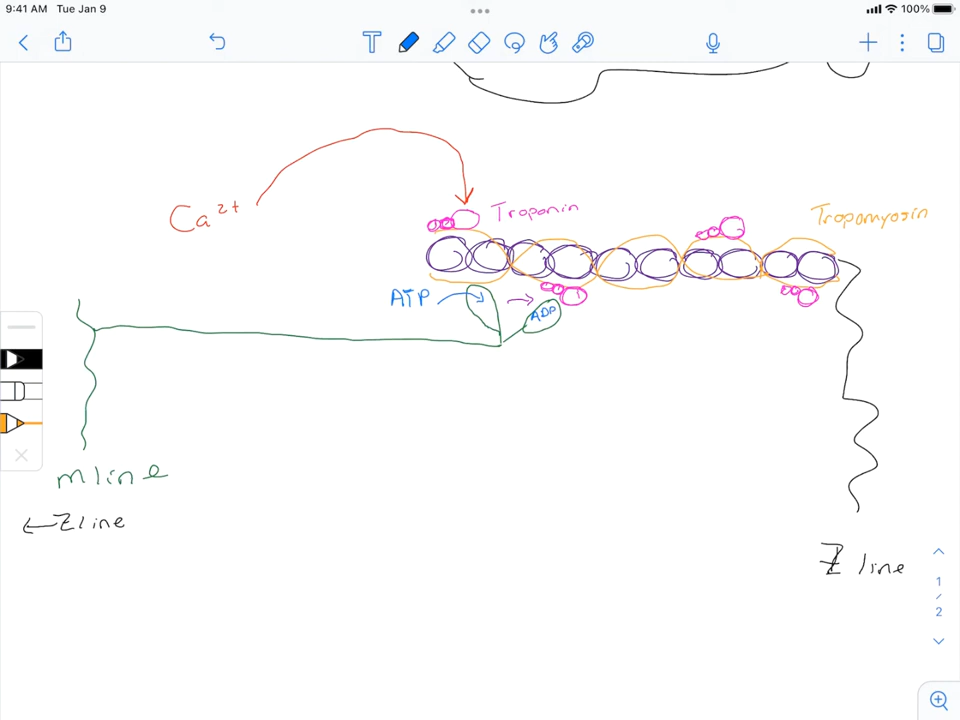 9:41 AM Tue Jan 9
100%
T
Ca²⁺
Troponin
Tropomyosin
ATP
ADP
M line
←Z line
Z line
1
/
2